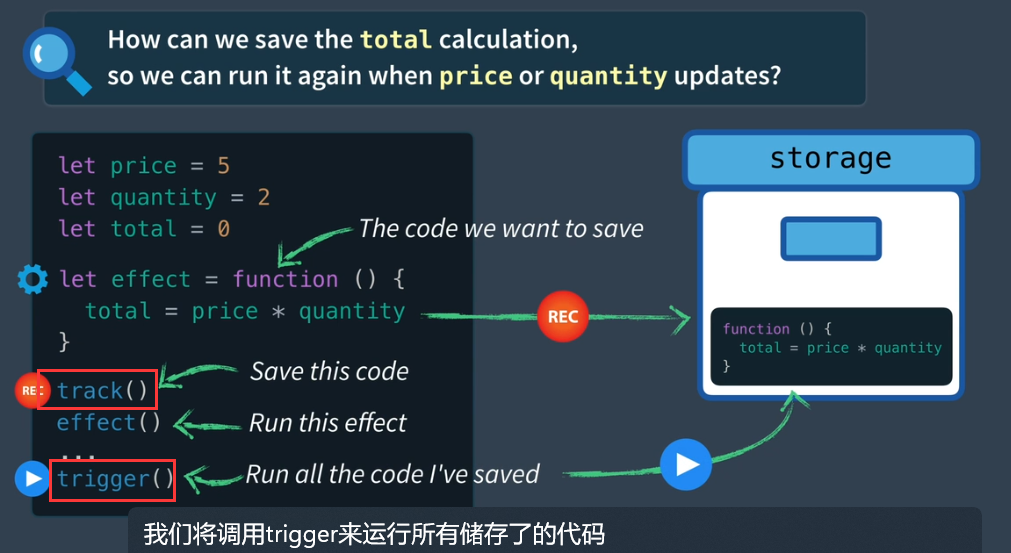 How can we save the total calculation,
so we can run it again when price or quantity updates?
let price = 5
let quantity = 2
let total = 0
The code we want to save
let effect = function () {
total = price * quantity
}
REC
storage
function () {
total = price * quantity
}
REC
track()
Save this code
effect()
Run this effect
...
trigger()
Run all the code I've saved
我们将调用trigger来运行所有储存了的代码